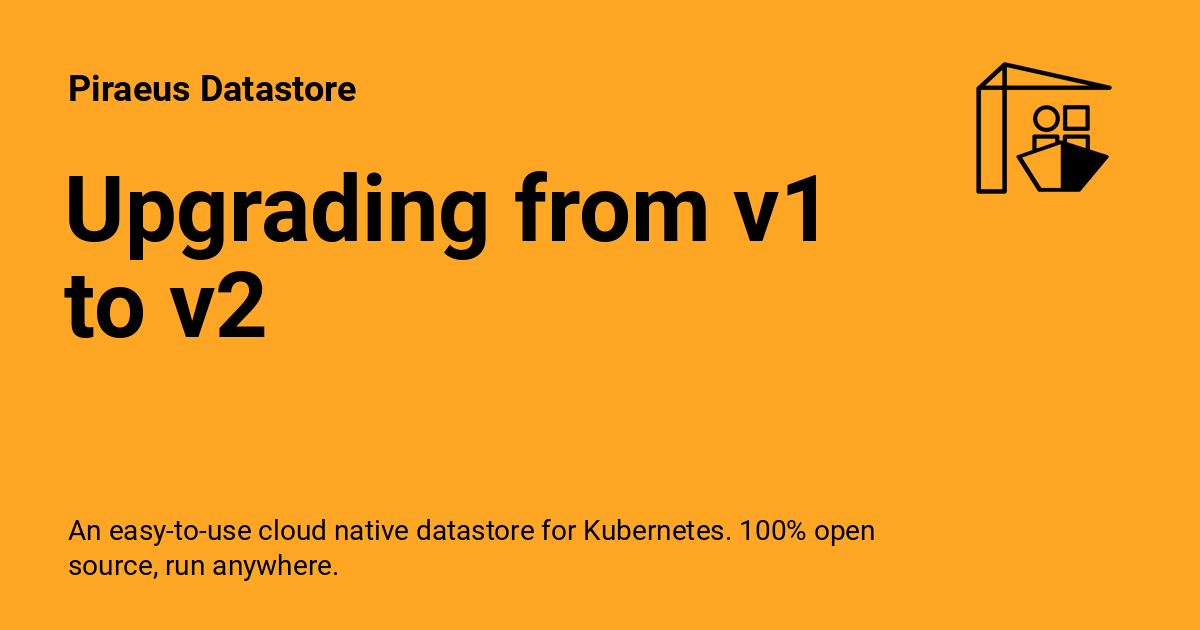 Piraeus Datastore
Upgrading from v1
to v2
An easy-to-use cloud native datastore for Kubernetes. 100% open
source, run anywhere.